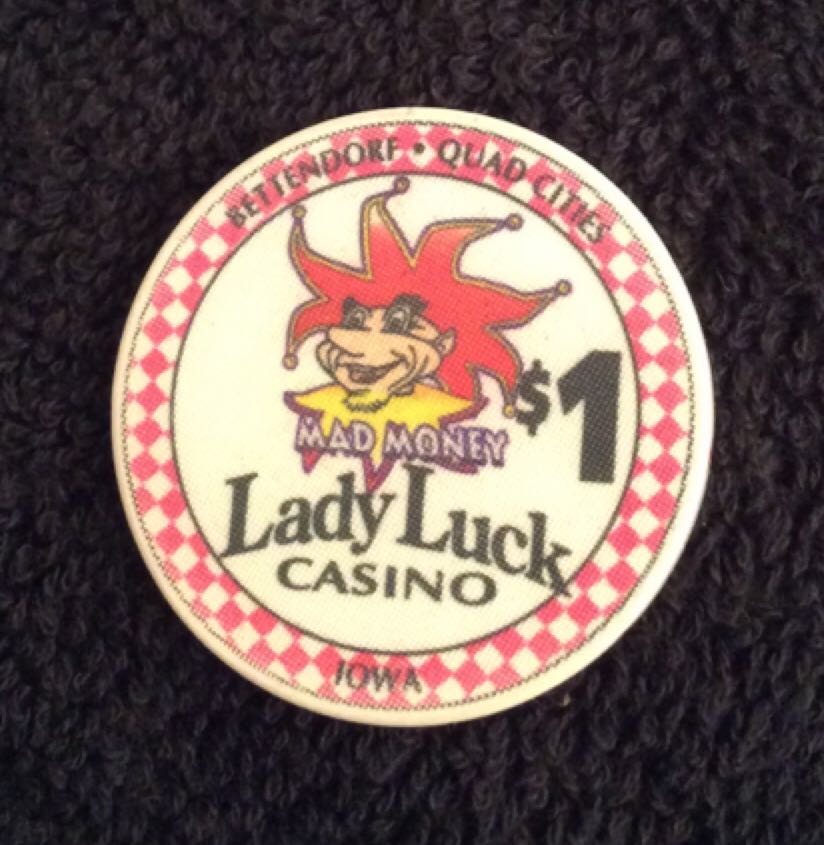 BETTENDORF • QUAD CITIES
$1
MAD MONEY
Lady Luck
CASINO
IOWA